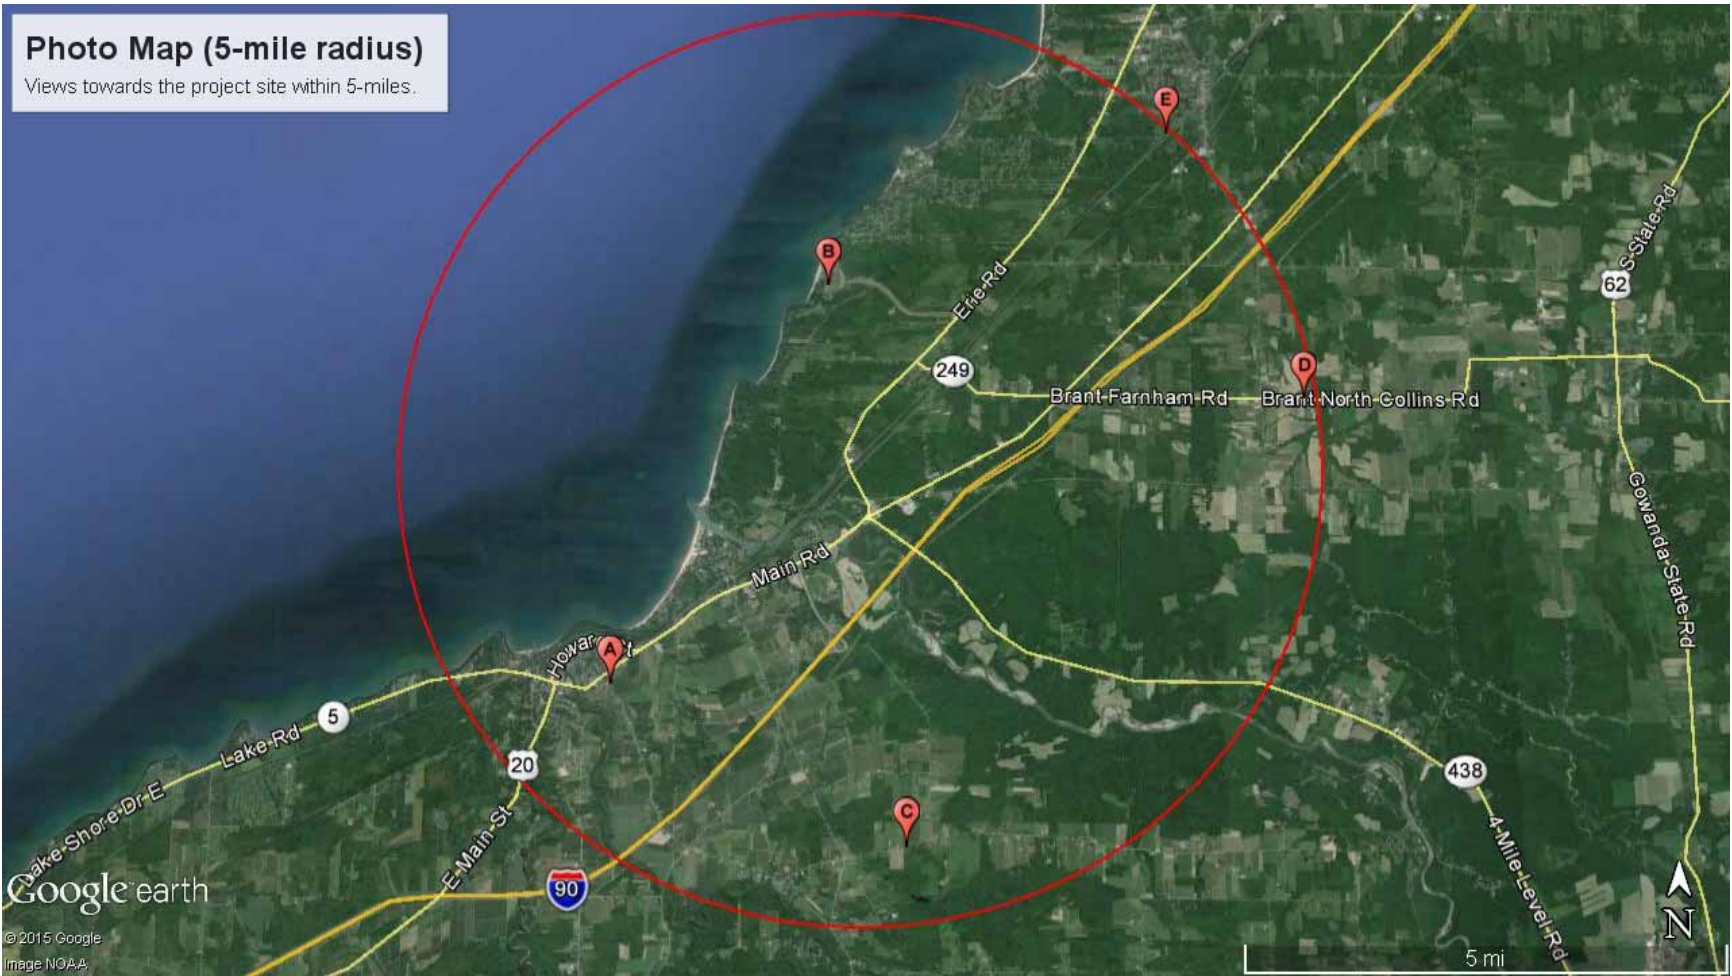 Photo Map (5-mile radius)
Views towards the project site within 5-miles.
E
S State Rd
B
62
Erie Rd
249
D
Brant Farnham Rd
Brant North Collins Rd
Gowanda State Rd
Main Rd
A
5
Lake Rd
20
438
Lake Shore Dr E
C
E Main St
4 Mile Level Rd
90
Google earth
N
© 2015 Google
Image NOAA
5 mi